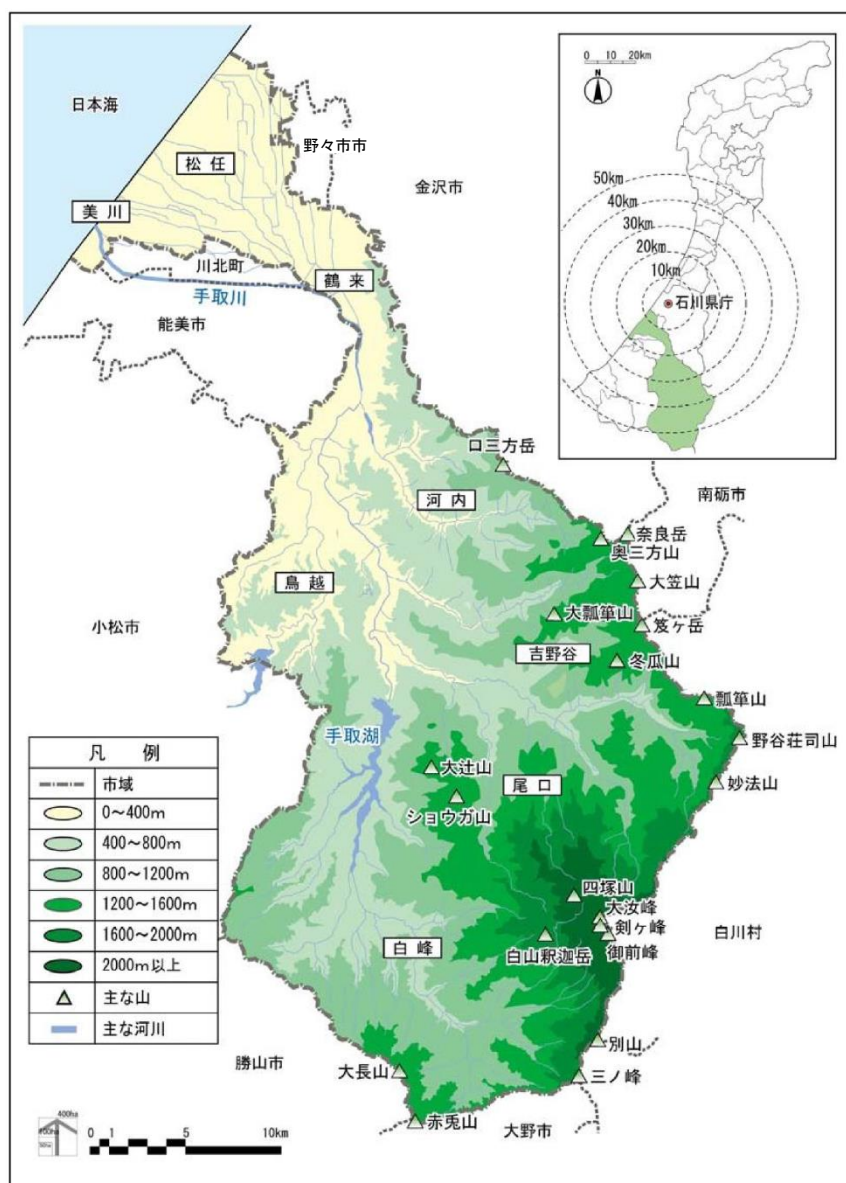 日本海
松任
野々市市
金沢市
美川
川北町
鶴来
手取川
能美市
0 10 20km
N
50km
40km
30km
20km
10km
石川県庁
口三方岳
河内
南砺市
奈良岳
奥三方山
大笠山
鳥越
小松市
大瓢箪山
笈ヶ岳
吉野谷
冬瓜山
瓢箪山
手取湖
野谷荘司山
大辻山
尾口
妙法山
ショウガ山
凡例
市域
0～400m
400～800m
800～1200m
1200～1600m
1600～2000m
2000m以上
主な山
主な河川
四塚山
大汝峰
剣ヶ峰
白峰
白山釈迦岳
御前峰
白川村
別山
勝山市
大長山
三ノ峰
赤兎山
大野市
400ha
0 1 5 10km